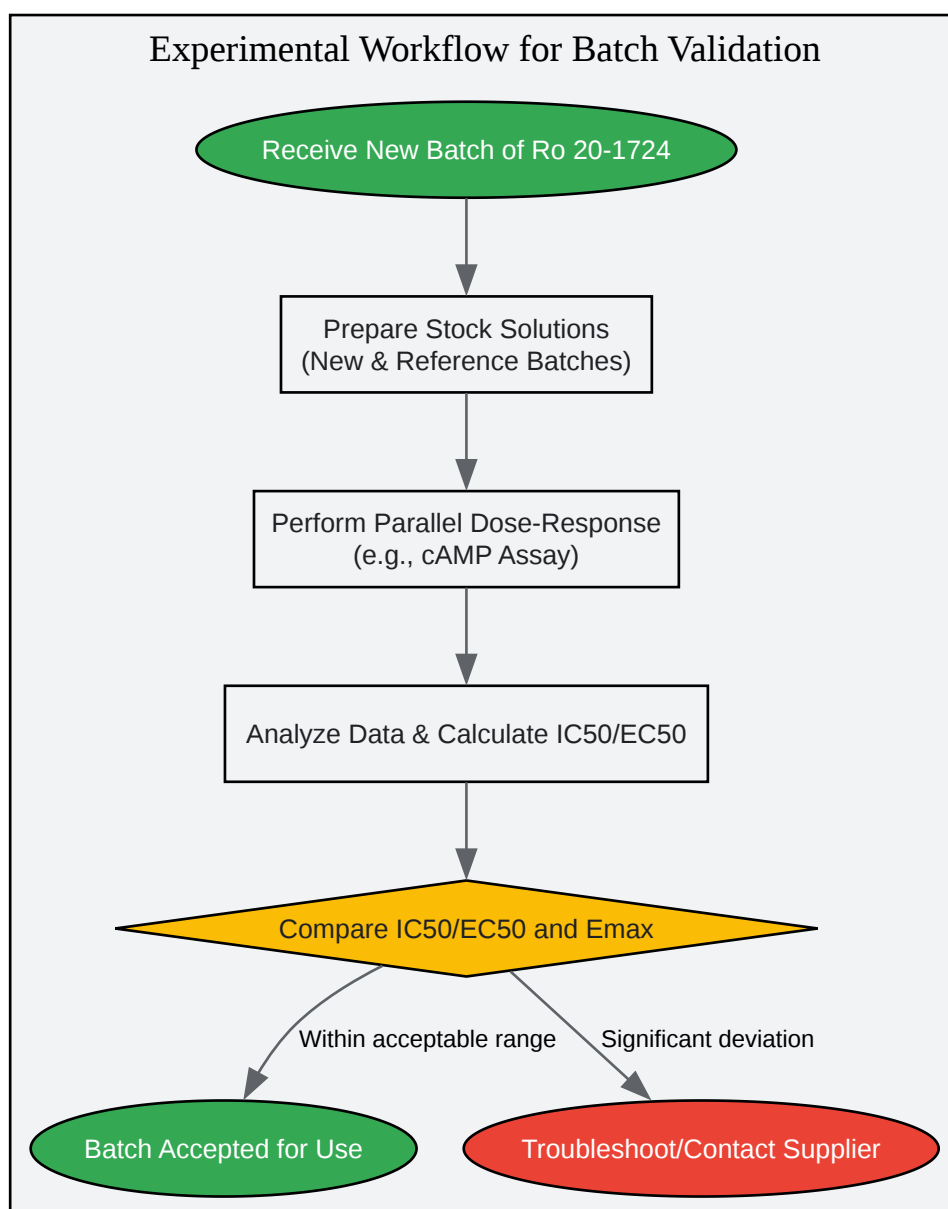 Experimental Workflow for Batch Validation
Receive New Batch of Ro 20-1724
Prepare Stock Solutions
(New & Reference Batches)
Perform Parallel Dose-Response
(e.g., cAMP Assay)
Analyze Data & Calculate IC50/EC50
Compare IC50/EC50 and Emax
Within acceptable range
Significant deviation
Batch Accepted for Use
Troubleshoot/Contact Supplier